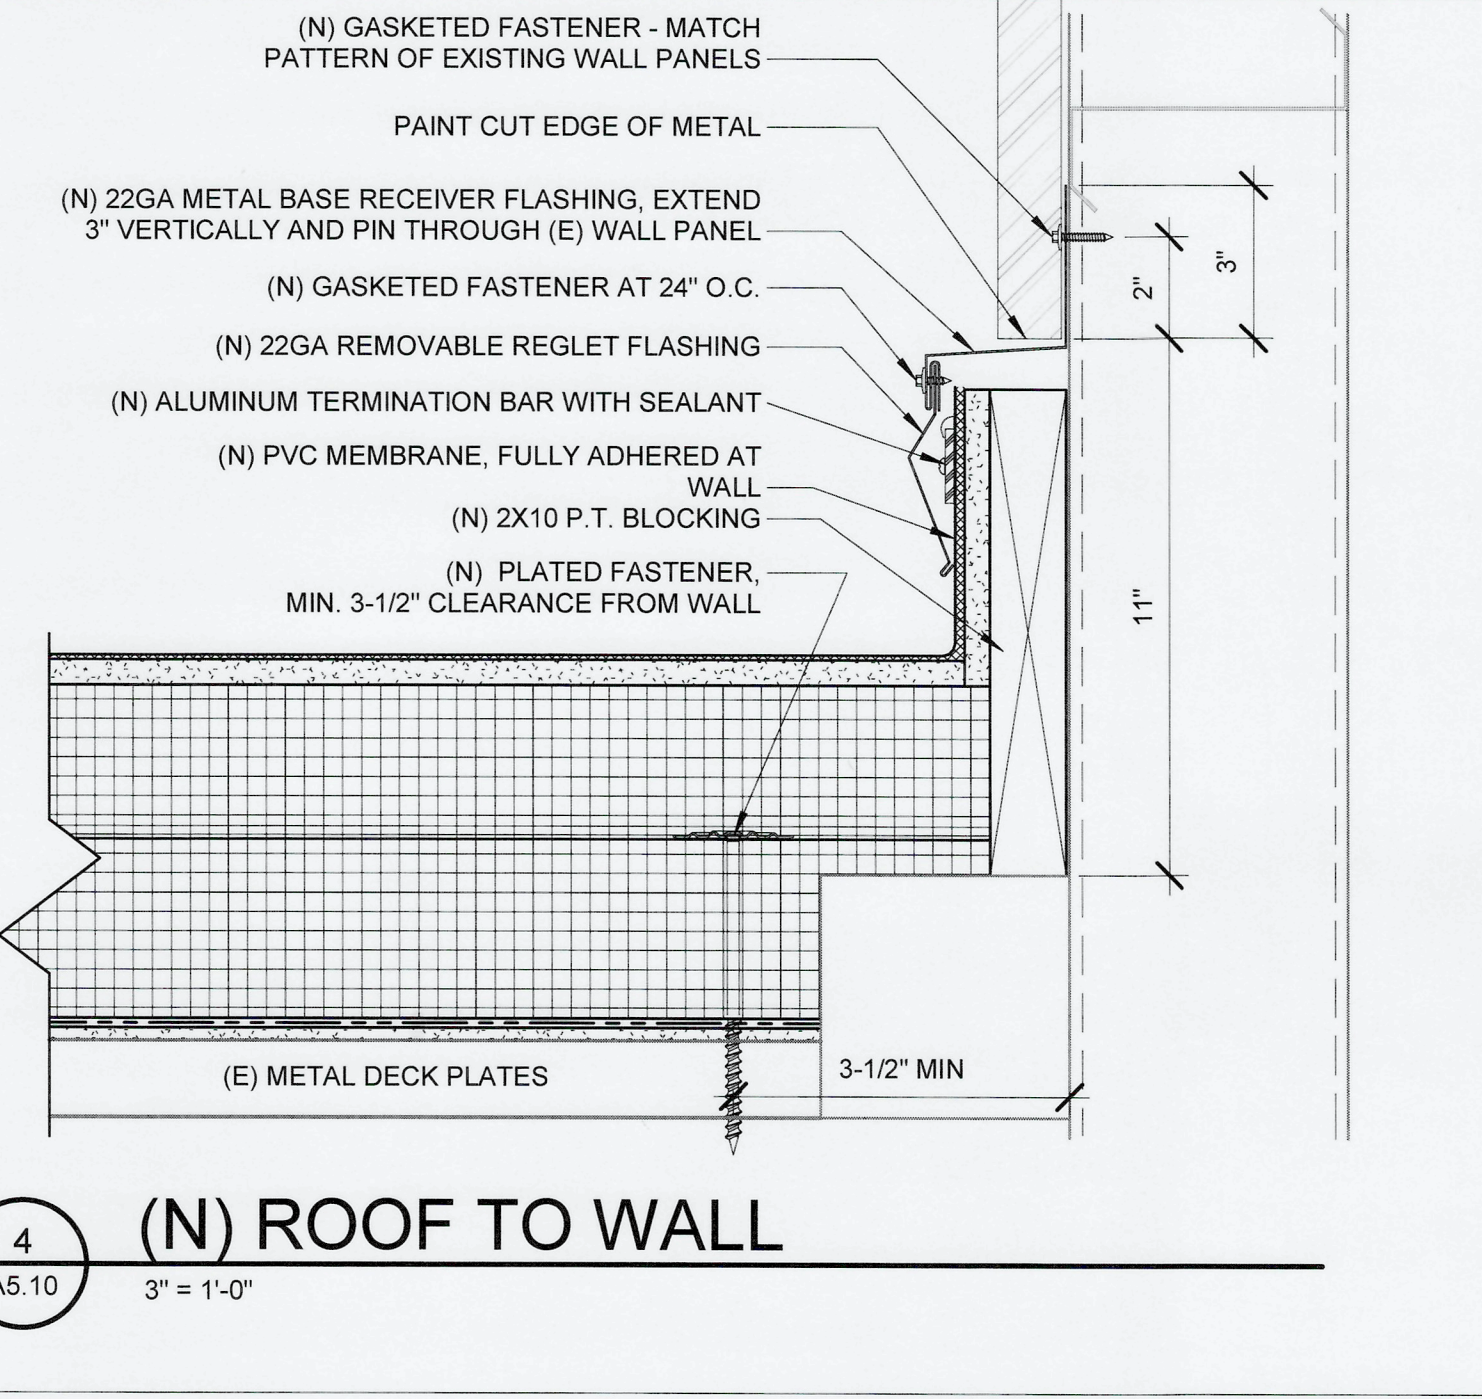 (N) GASKETED FASTENER - MATCH
PATTERN OF EXISTING WALL PANELS
PAINT CUT EDGE OF METAL
(N) 22GA METAL BASE RECEIVER FLASHING, EXTEND
3" VERTICALLY AND PIN THROUGH (E) WALL PANEL
(N) GASKETED FASTENER AT 24" O.C.
(N) 22GA REMOVABLE REGLET FLASHING
(N) ALUMINUM TERMINATION BAR WITH SEALANT
(N) PVC MEMBRANE, FULLY ADHERED AT
WALL
(N) 2X10 P.T. BLOCKING
(N) PLATED FASTENER,
MIN. 3-1/2" CLEARANCE FROM WALL
2"
3"
11"
(E) METAL DECK PLATES
3-1/2" MIN
4
A5.10
(N) ROOF TO WALL
3" = 1'-0"